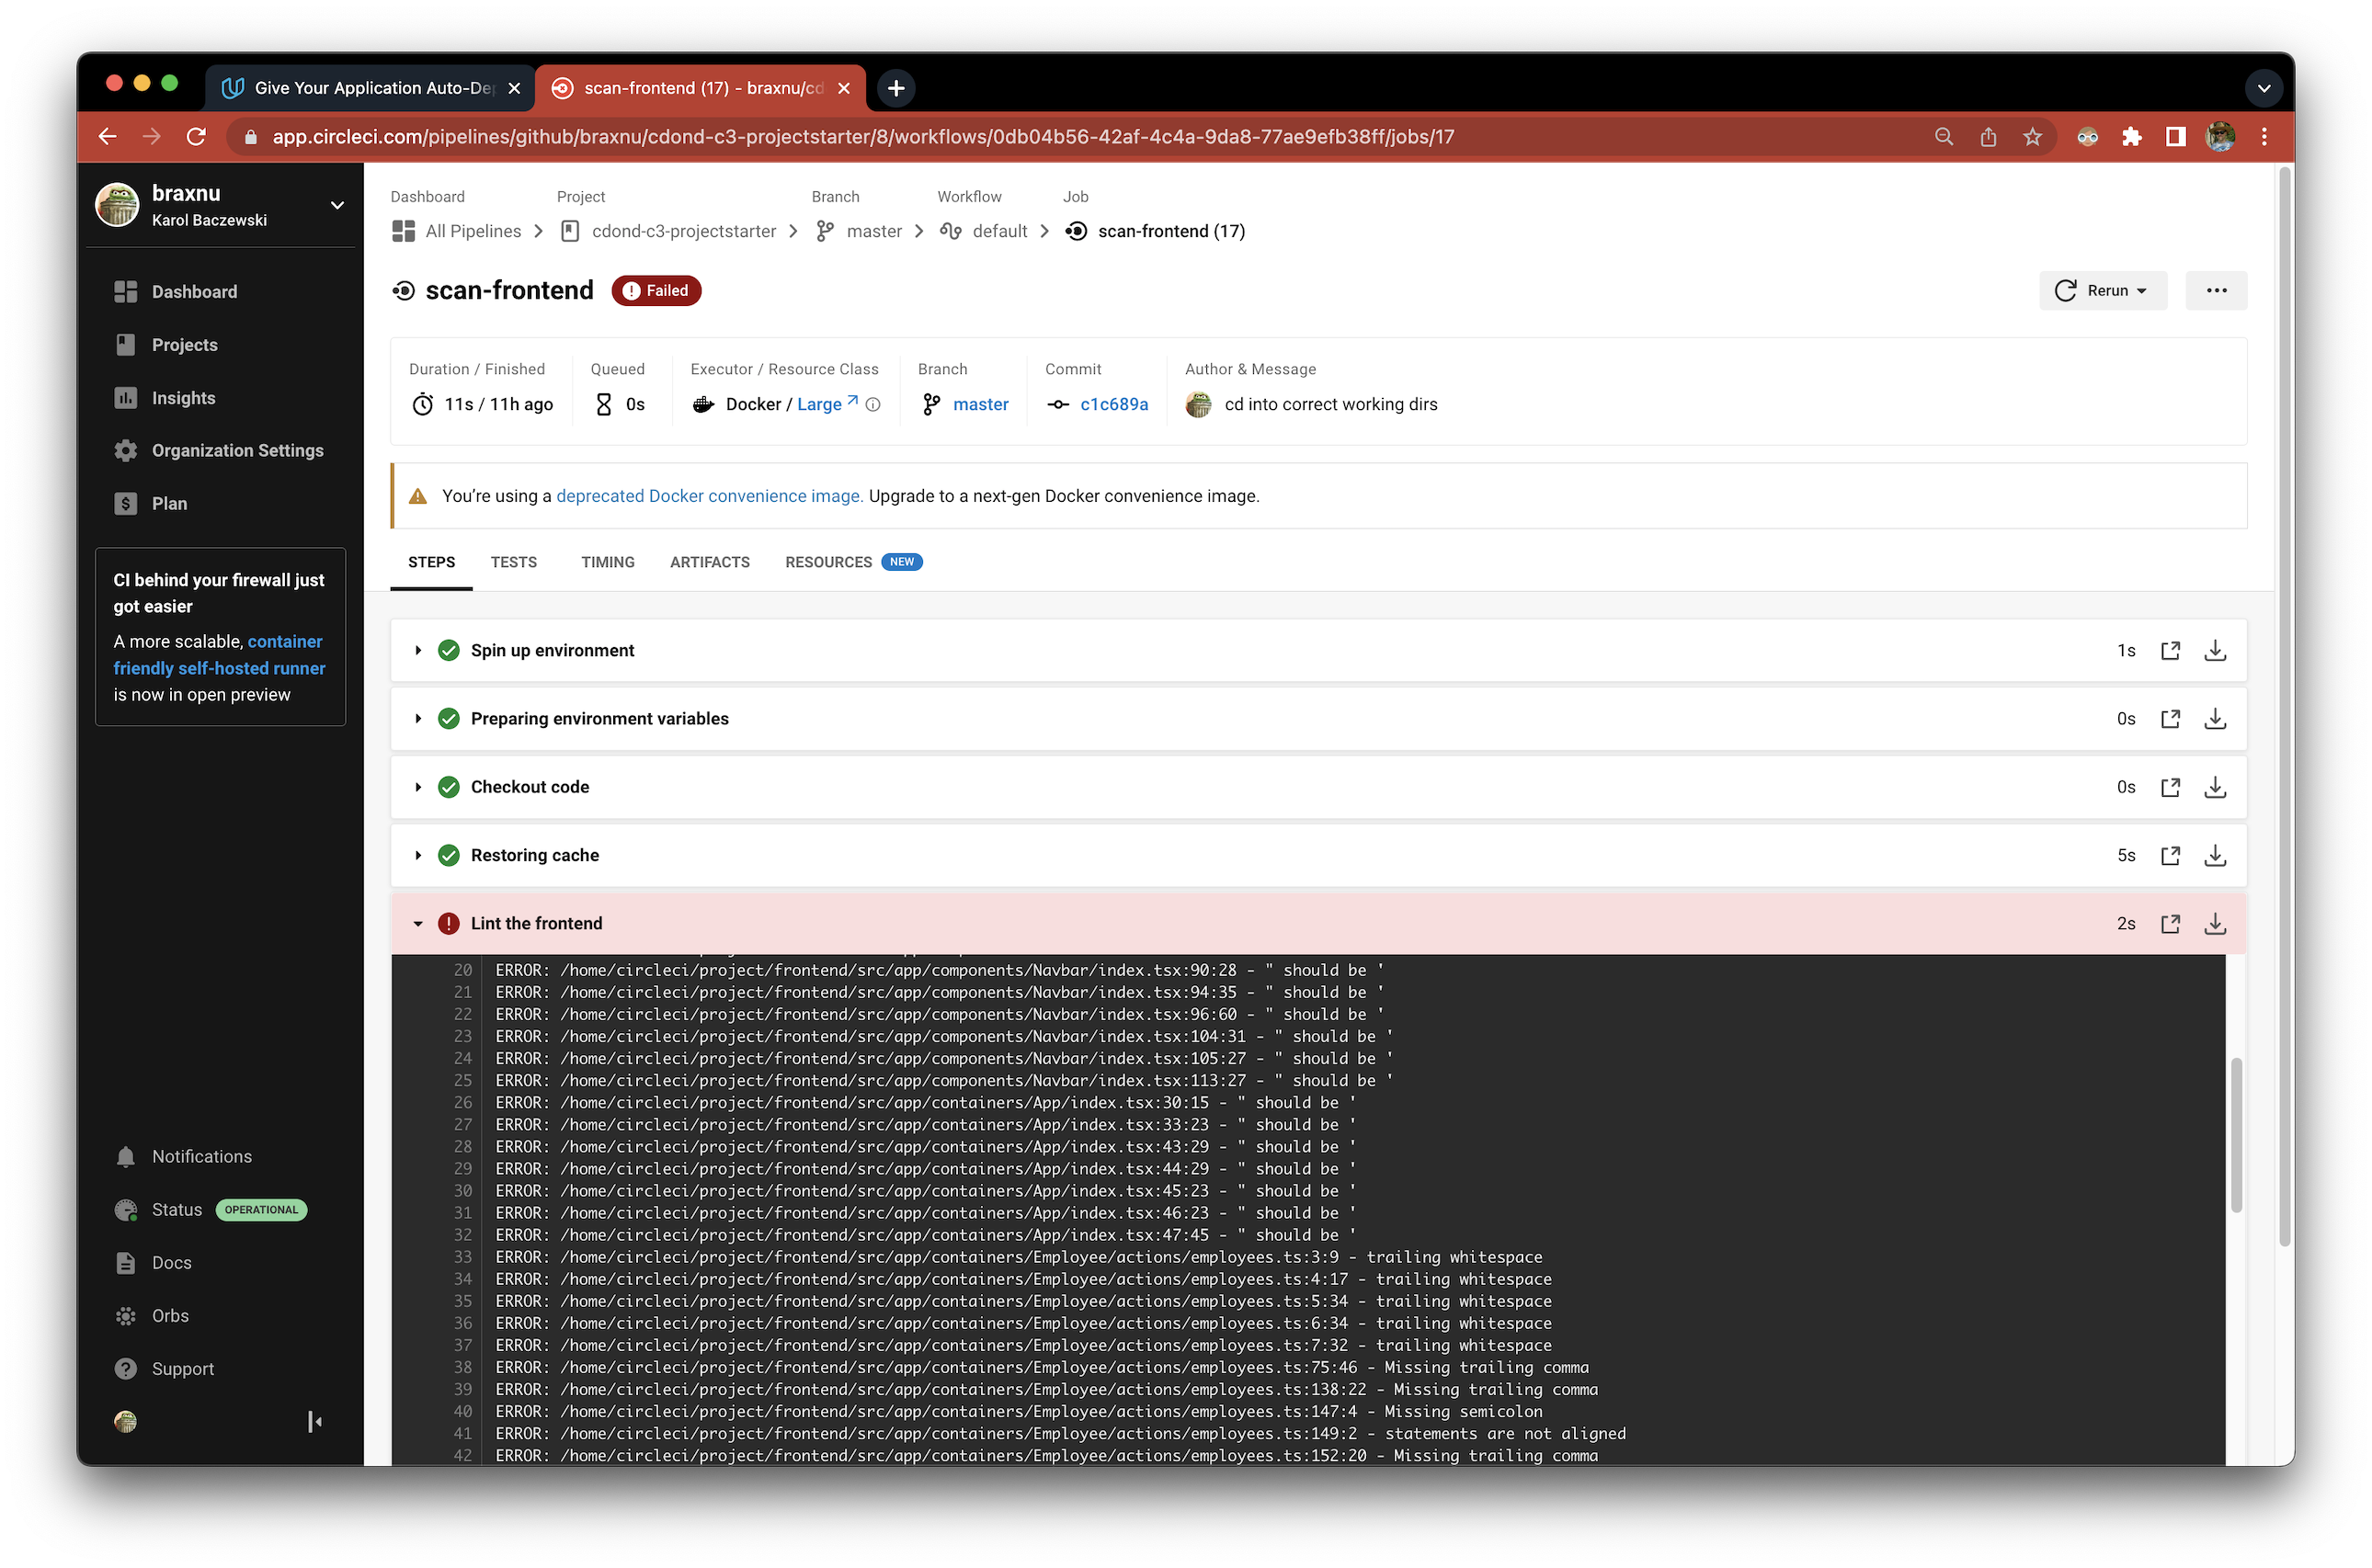 Give Your Application Auto-De
scan-frontend (17) - braxnu/cd
app.circleci.com/pipelines/github/braxnu/cdond-c3-projectstarter/8/workflows/0db04b56-42af-4c4a-9da8-77ae9efb38ff/jobs/17
braxnu
Karol Baczewski
Dashboard
Projects
Insights
Organization Settings
Plan
CI behind your firewall just
got easier
A more scalable, container
friendly self-hosted runner
is now in open preview
Notifications
Status OPERATIONAL
Docs
Orbs
Support
Dashboard Project Branch Workflow Job
All Pipelines cdond-c3-projectstarter master default scan-frontend (17)
scan-frontend Failed
Rerun
Duration / Finished Queued Executor / Resource Class Branch Commit Author & Message
11s / 11h ago 0s Docker / Large master c1c689a cd into correct working dirs
You’re using a deprecated Docker convenience image. Upgrade to a next-gen Docker convenience image.
STEPS TESTS TIMING ARTIFACTS RESOURCES NEW
Spin up environment 1s
Preparing environment variables 0s
Checkout code 0s
Restoring cache 5s
Lint the frontend 2s
20 ERROR: /home/circleci/project/frontend/src/app/components/Navbar/index.tsx:90:28 - " should be '
21 ERROR: /home/circleci/project/frontend/src/app/components/Navbar/index.tsx:94:35 - " should be '
22 ERROR: /home/circleci/project/frontend/src/app/components/Navbar/index.tsx:96:60 - " should be '
23 ERROR: /home/circleci/project/frontend/src/app/components/Navbar/index.tsx:104:31 - " should be '
24 ERROR: /home/circleci/project/frontend/src/app/components/Navbar/index.tsx:105:27 - " should be '
25 ERROR: /home/circleci/project/frontend/src/app/components/Navbar/index.tsx:113:27 - " should be '
26 ERROR: /home/circleci/project/frontend/src/app/containers/App/index.tsx:30:15 - " should be '
27 ERROR: /home/circleci/project/frontend/src/app/containers/App/index.tsx:33:23 - " should be '
28 ERROR: /home/circleci/project/frontend/src/app/containers/App/index.tsx:43:29 - " should be '
29 ERROR: /home/circleci/project/frontend/src/app/containers/App/index.tsx:44:29 - " should be '
30 ERROR: /home/circleci/project/frontend/src/app/containers/App/index.tsx:45:23 - " should be '
31 ERROR: /home/circleci/project/frontend/src/app/containers/App/index.tsx:46:23 - " should be '
32 ERROR: /home/circleci/project/frontend/src/app/containers/App/index.tsx:47:45 - " should be '
33 ERROR: /home/circleci/project/frontend/src/app/containers/Employee/actions/employees.ts:3:9 - trailing whitespace
34 ERROR: /home/circleci/project/frontend/src/app/containers/Employee/actions/employees.ts:4:17 - trailing whitespace
35 ERROR: /home/circleci/project/frontend/src/app/containers/Employee/actions/employees.ts:5:34 - trailing whitespace
36 ERROR: /home/circleci/project/frontend/src/app/containers/Employee/actions/employees.ts:6:34 - trailing whitespace
37 ERROR: /home/circleci/project/frontend/src/app/containers/Employee/actions/employees.ts:7:32 - trailing whitespace
38 ERROR: /home/circleci/project/frontend/src/app/containers/Employee/actions/employees.ts:75:46 - Missing trailing comma
39 ERROR: /home/circleci/project/frontend/src/app/containers/Employee/actions/employees.ts:138:22 - Missing trailing comma
40 ERROR: /home/circleci/project/frontend/src/app/containers/Employee/actions/employees.ts:147:4 - Missing semicolon
41 ERROR: /home/circleci/project/frontend/src/app/containers/Employee/actions/employees.ts:149:2 - statements are not aligned
42 ERROR: /home/circleci/project/frontend/src/app/containers/Employee/actions/employees.ts:152:20 - Missing trailing comma